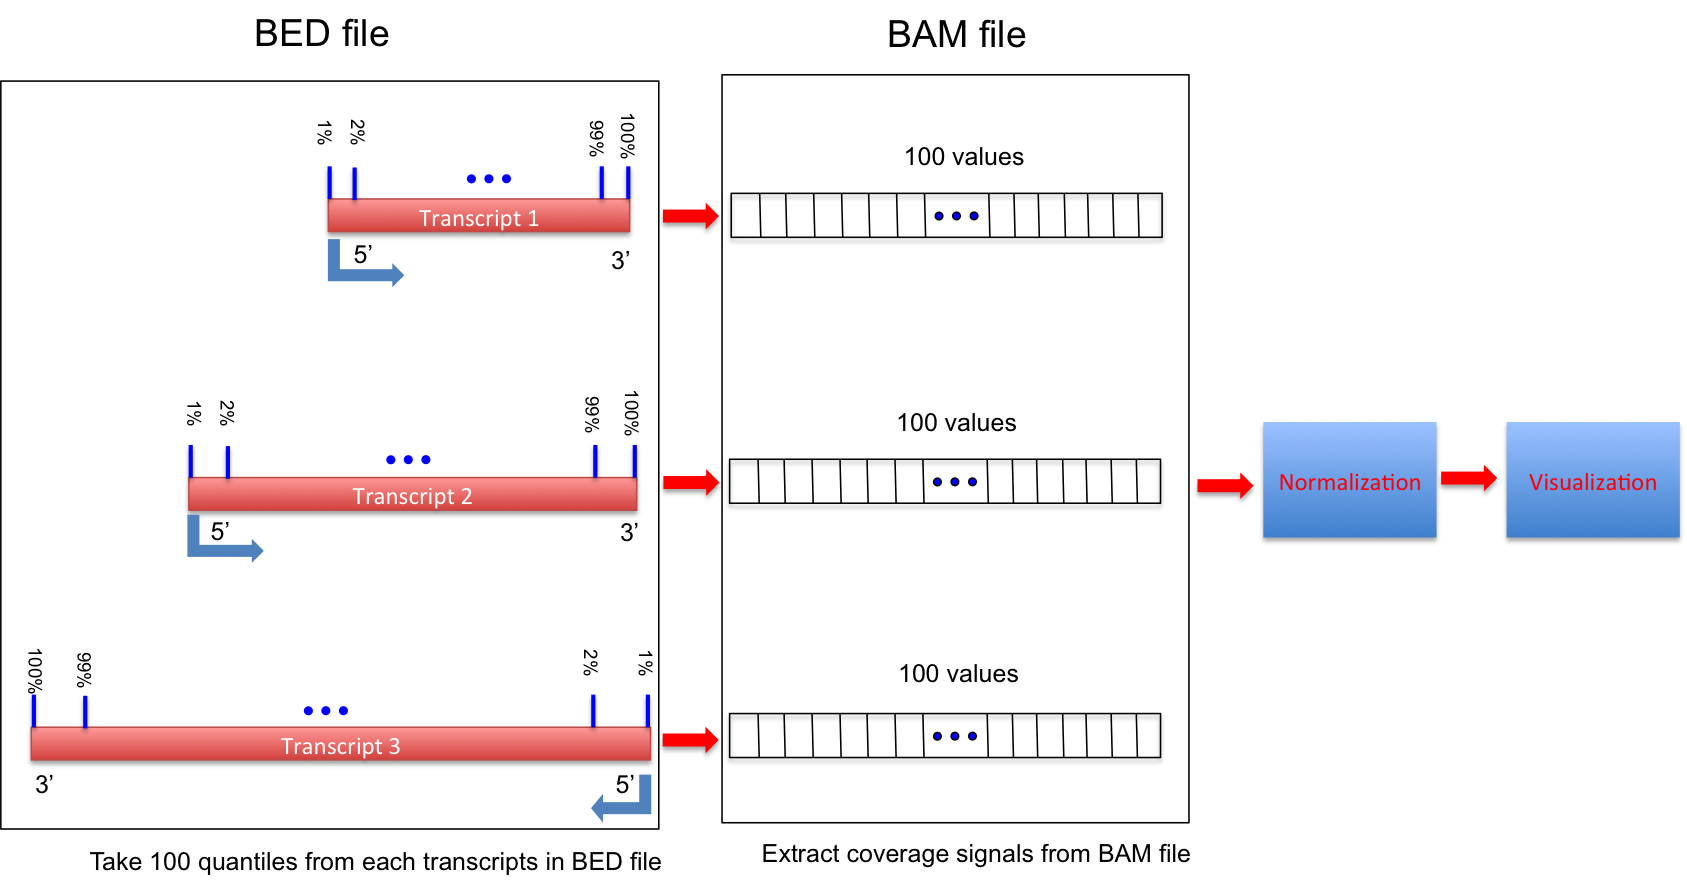 BED file
BAM file
1%
2%
99%
100%
Transcript 1
5’
3’
100 values
1%
2%
99%
100%
Transcript 2
5’
3’
100 values
Normalization
Visualization
100%
99%
2%
1%
Transcript 3
3’
5’
100 values
Take 100 quantiles from each transcripts in BED file
Extract coverage signals from BAM file